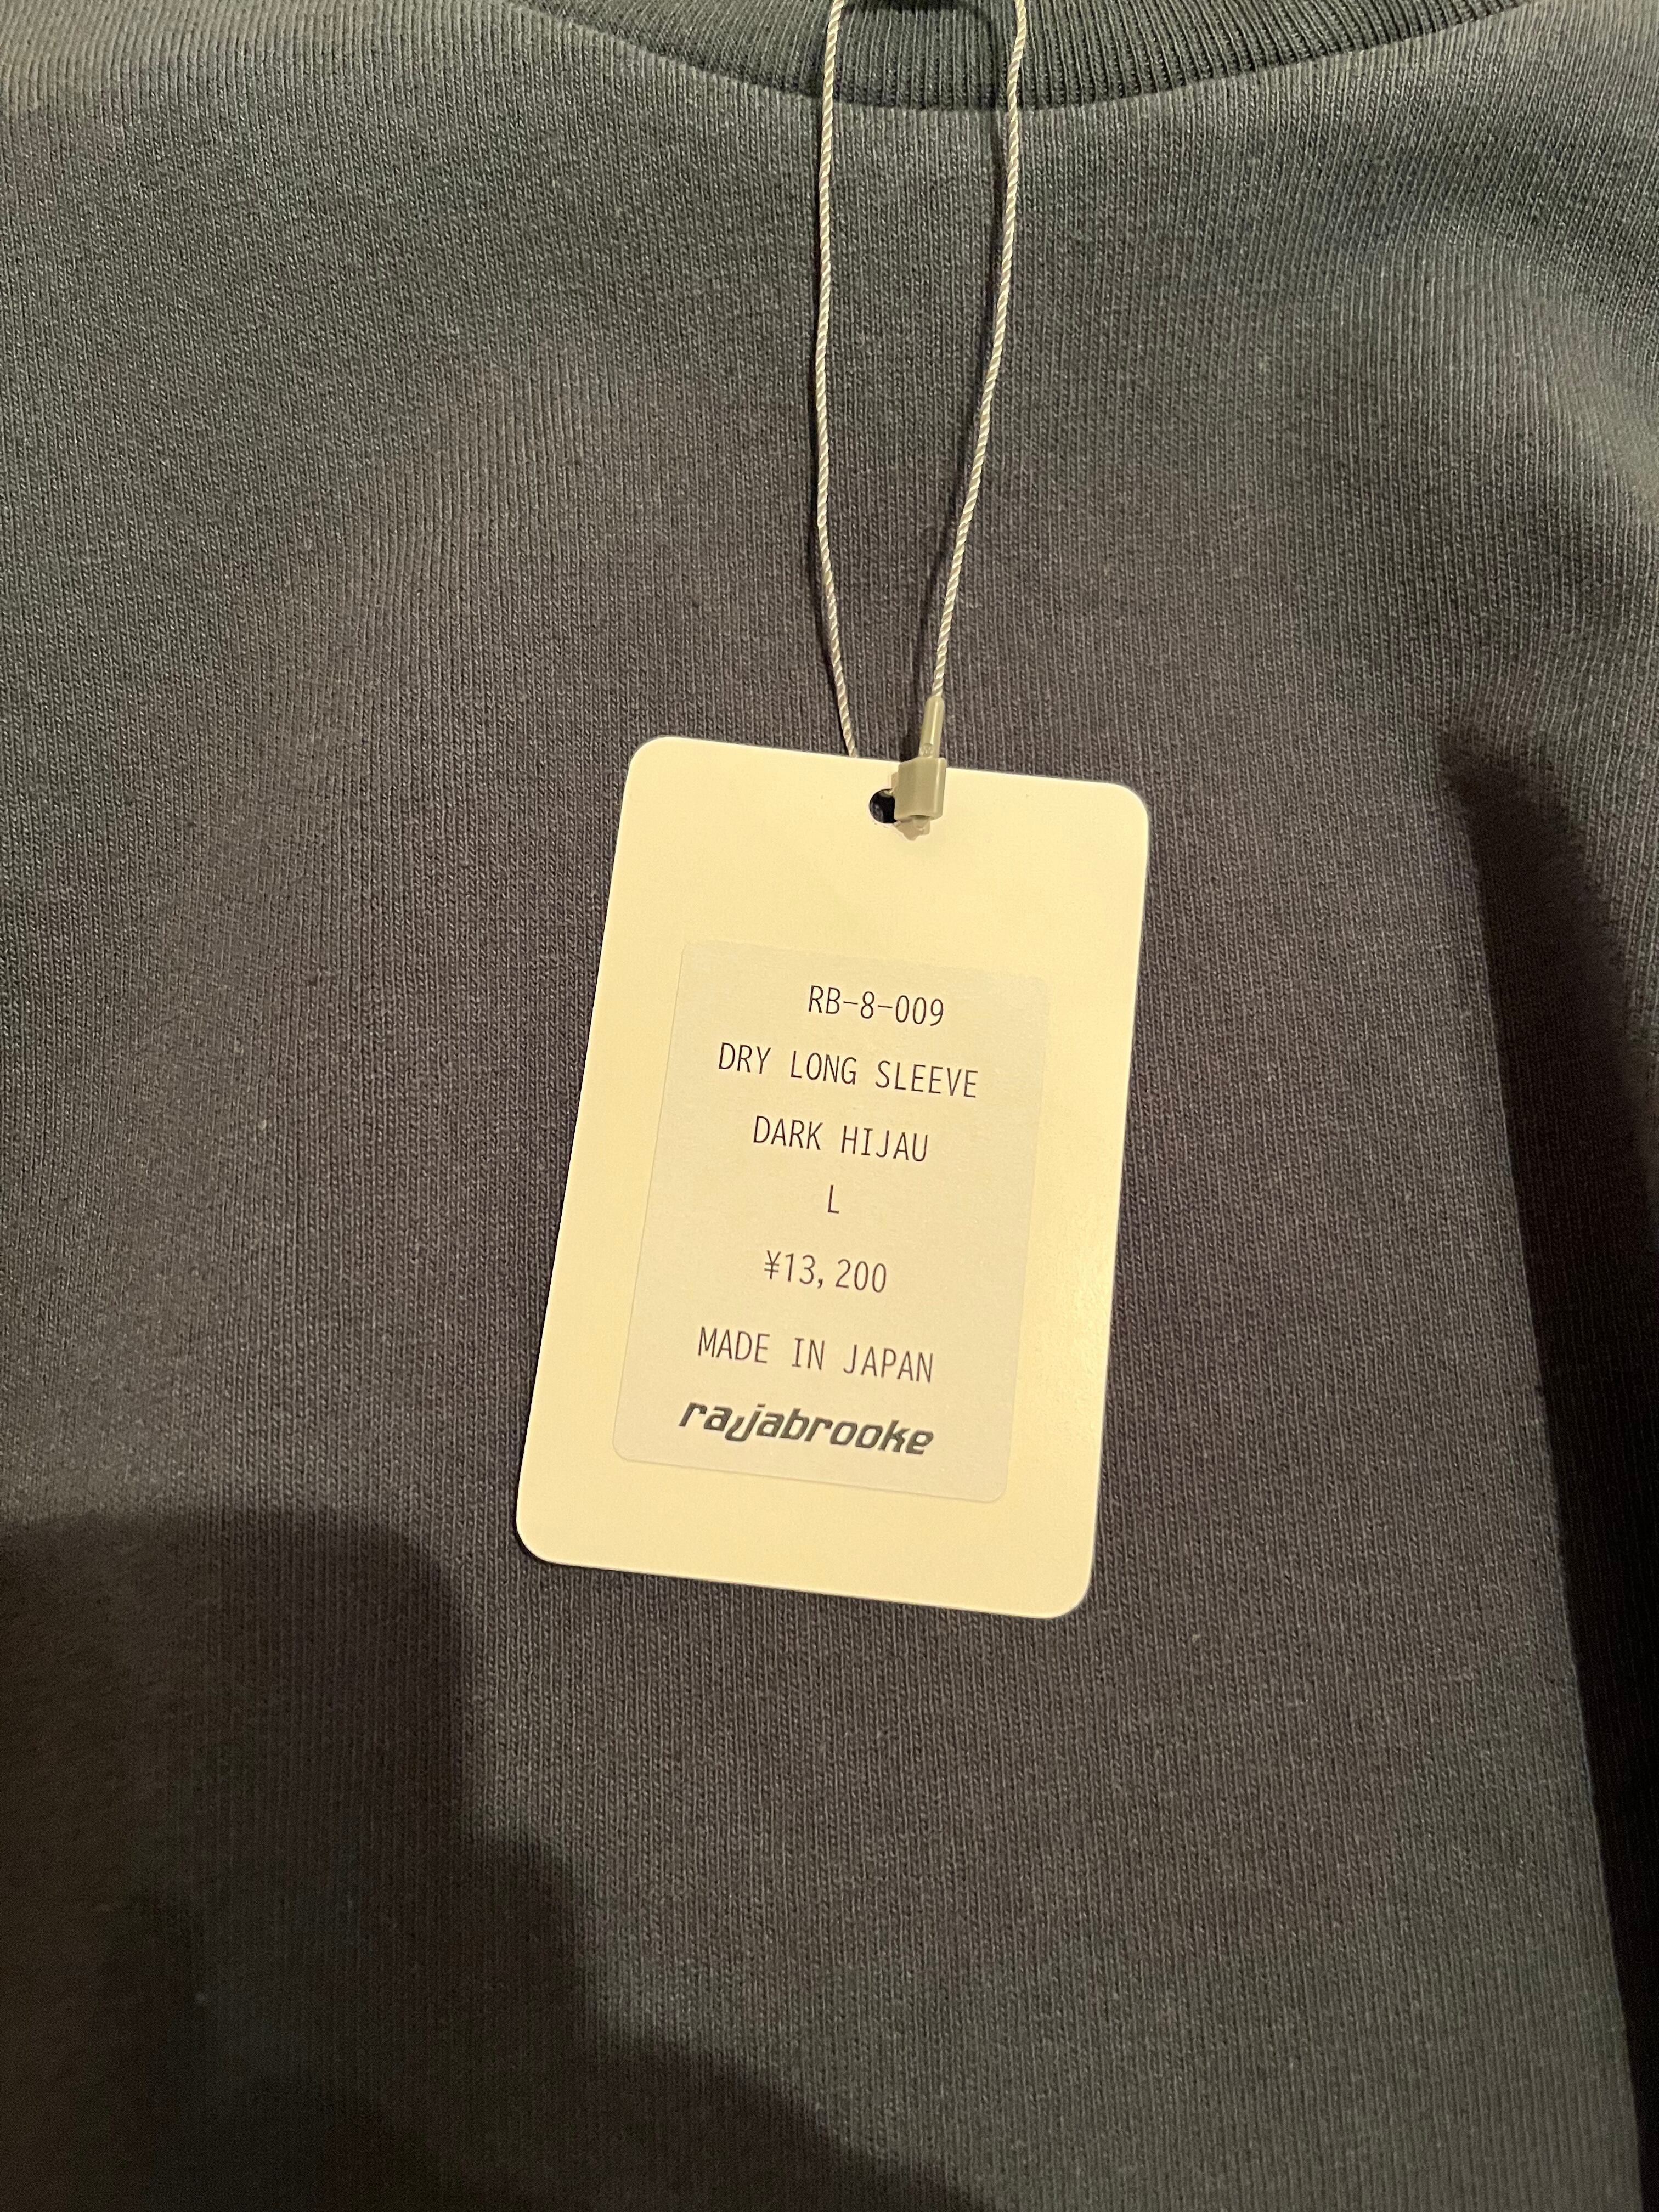 RB-8-009
DRY LONG SLEEVE
DARK HIJAU
L
¥13,200
MADE IN JAPAN
rajabrooke